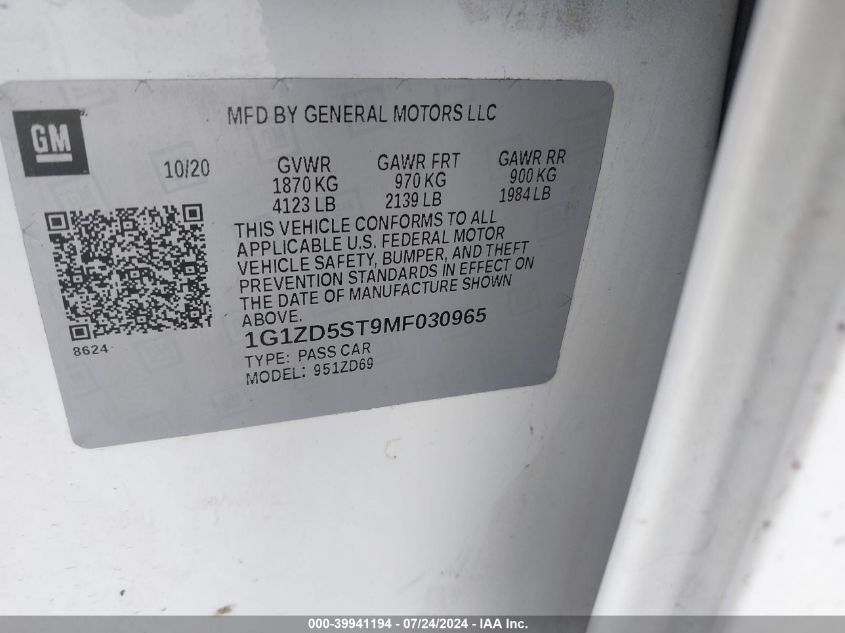 GM
MFD BY GENERAL MOTORS LLC
10/20
GVWR
1870 KG
4123 LB
GAWR FRT
970 KG
2139 LB
GAWR RR
900 KG
1984 LB
THIS VEHICLE CONFORMS TO ALL
APPLICABLE U.S. FEDERAL MOTOR
VEHICLE SAFETY, BUMPER, AND THEFT
PREVENTION STANDARDS IN EFFECT ON
THE DATE OF MANUFACTURE SHOWN
ABOVE.
8624
1G1ZD5ST9MF030965
TYPE: PASS CAR
MODEL: 951ZD69
000-39941194 - 07/24/2024 - IAA Inc.